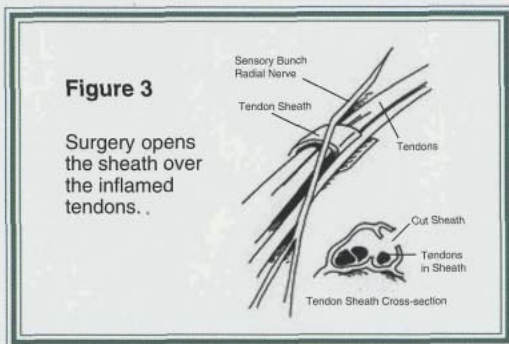 Figure 3
Surgery opens
the sheath over
the inflamed
tendons. .
Sensory Bunch
Radial Nerve
Tendon Sheath
Tendons
Cut Sheath
Tendons
in Sheath
Tendon Sheath Cross-section